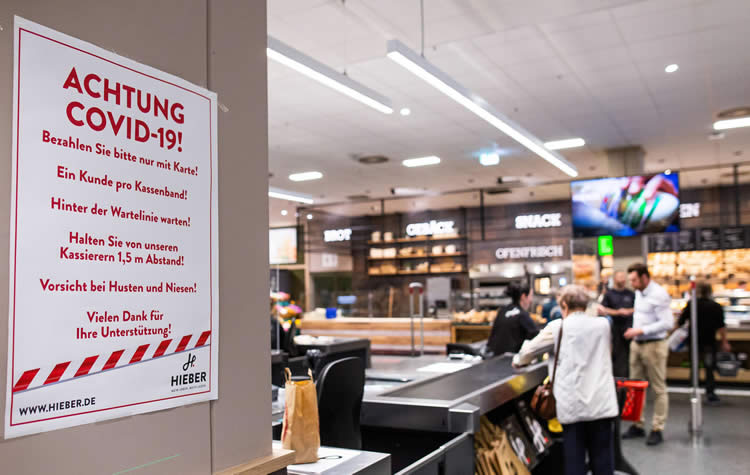 ACHTUNG
COVID-19!
Bezahlen Sie bitte nur mit Karte!
Ein Kunde pro Kassenband!
Hinter der Wartelinie warten!
Halten Sie von unseren
Kassierern 1,5 m Abstand!
Vorsicht bei Husten und Niesen!
Vielen Dank für
Ihre Unterstützung!
H.
HIEBER
WWW.HIEBER.DE
BROT
GEBÄCK
SNACK
OFENFRISCH